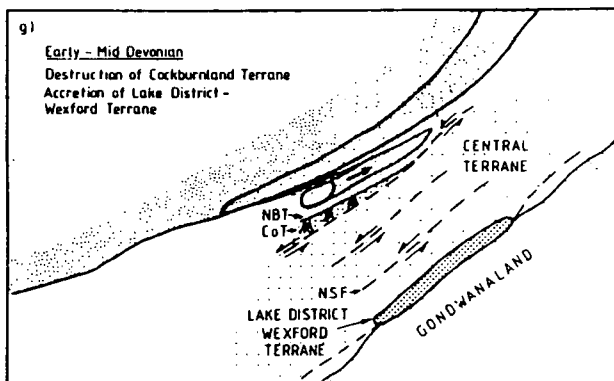 g)
Early - Mid Devonian
Destruction of Cockburnland Terrane
Accretion of Lake District -
Wexford Terrane
CENTRAL
TERRANE
NBT
CoT
NSF
LAKE DISTRICT
WEXFORD
TERRANE
GONDWANALAND